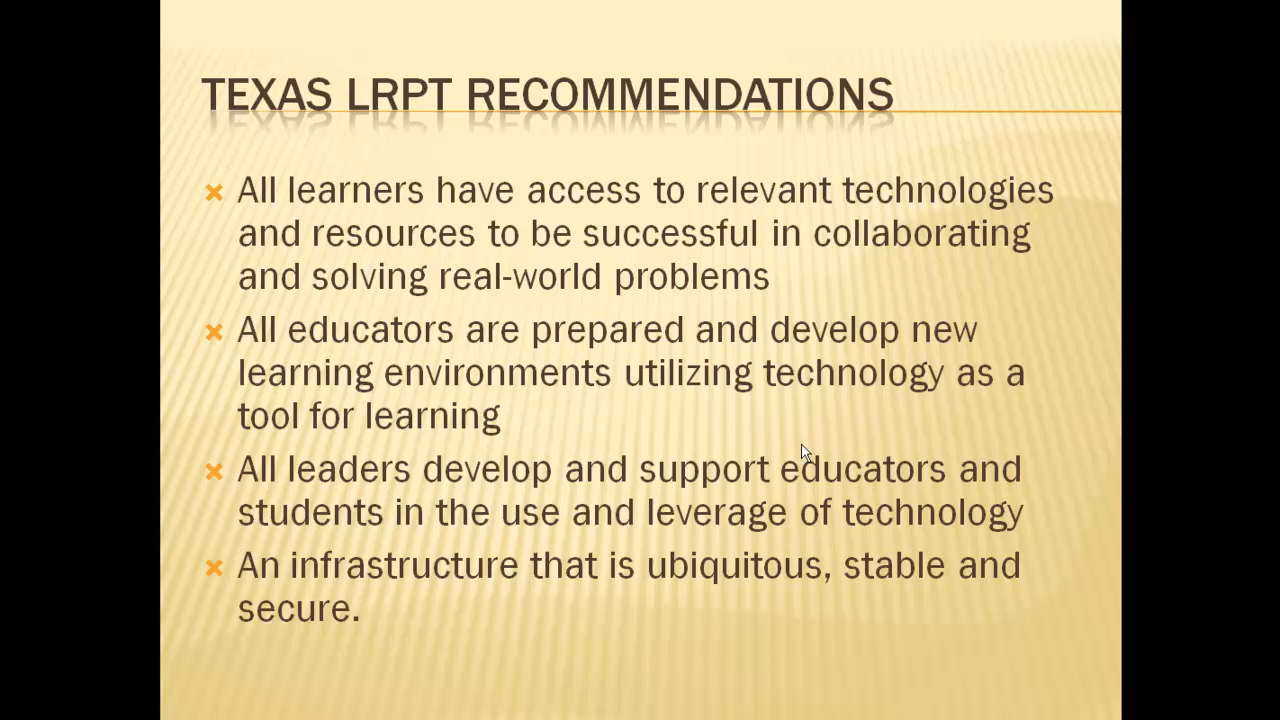 TEXAS LRPT RECOMMENDATIONS
All learners have access to relevant technologies
and resources to be successful in collaborating
and solving real-world problems
All educators are prepared and develop new
learning environments utilizing technology as a
tool for learning
All leaders develop and support educators and
students in the use and leverage of technology
An infrastructure that is ubiquitous, stable and
secure.